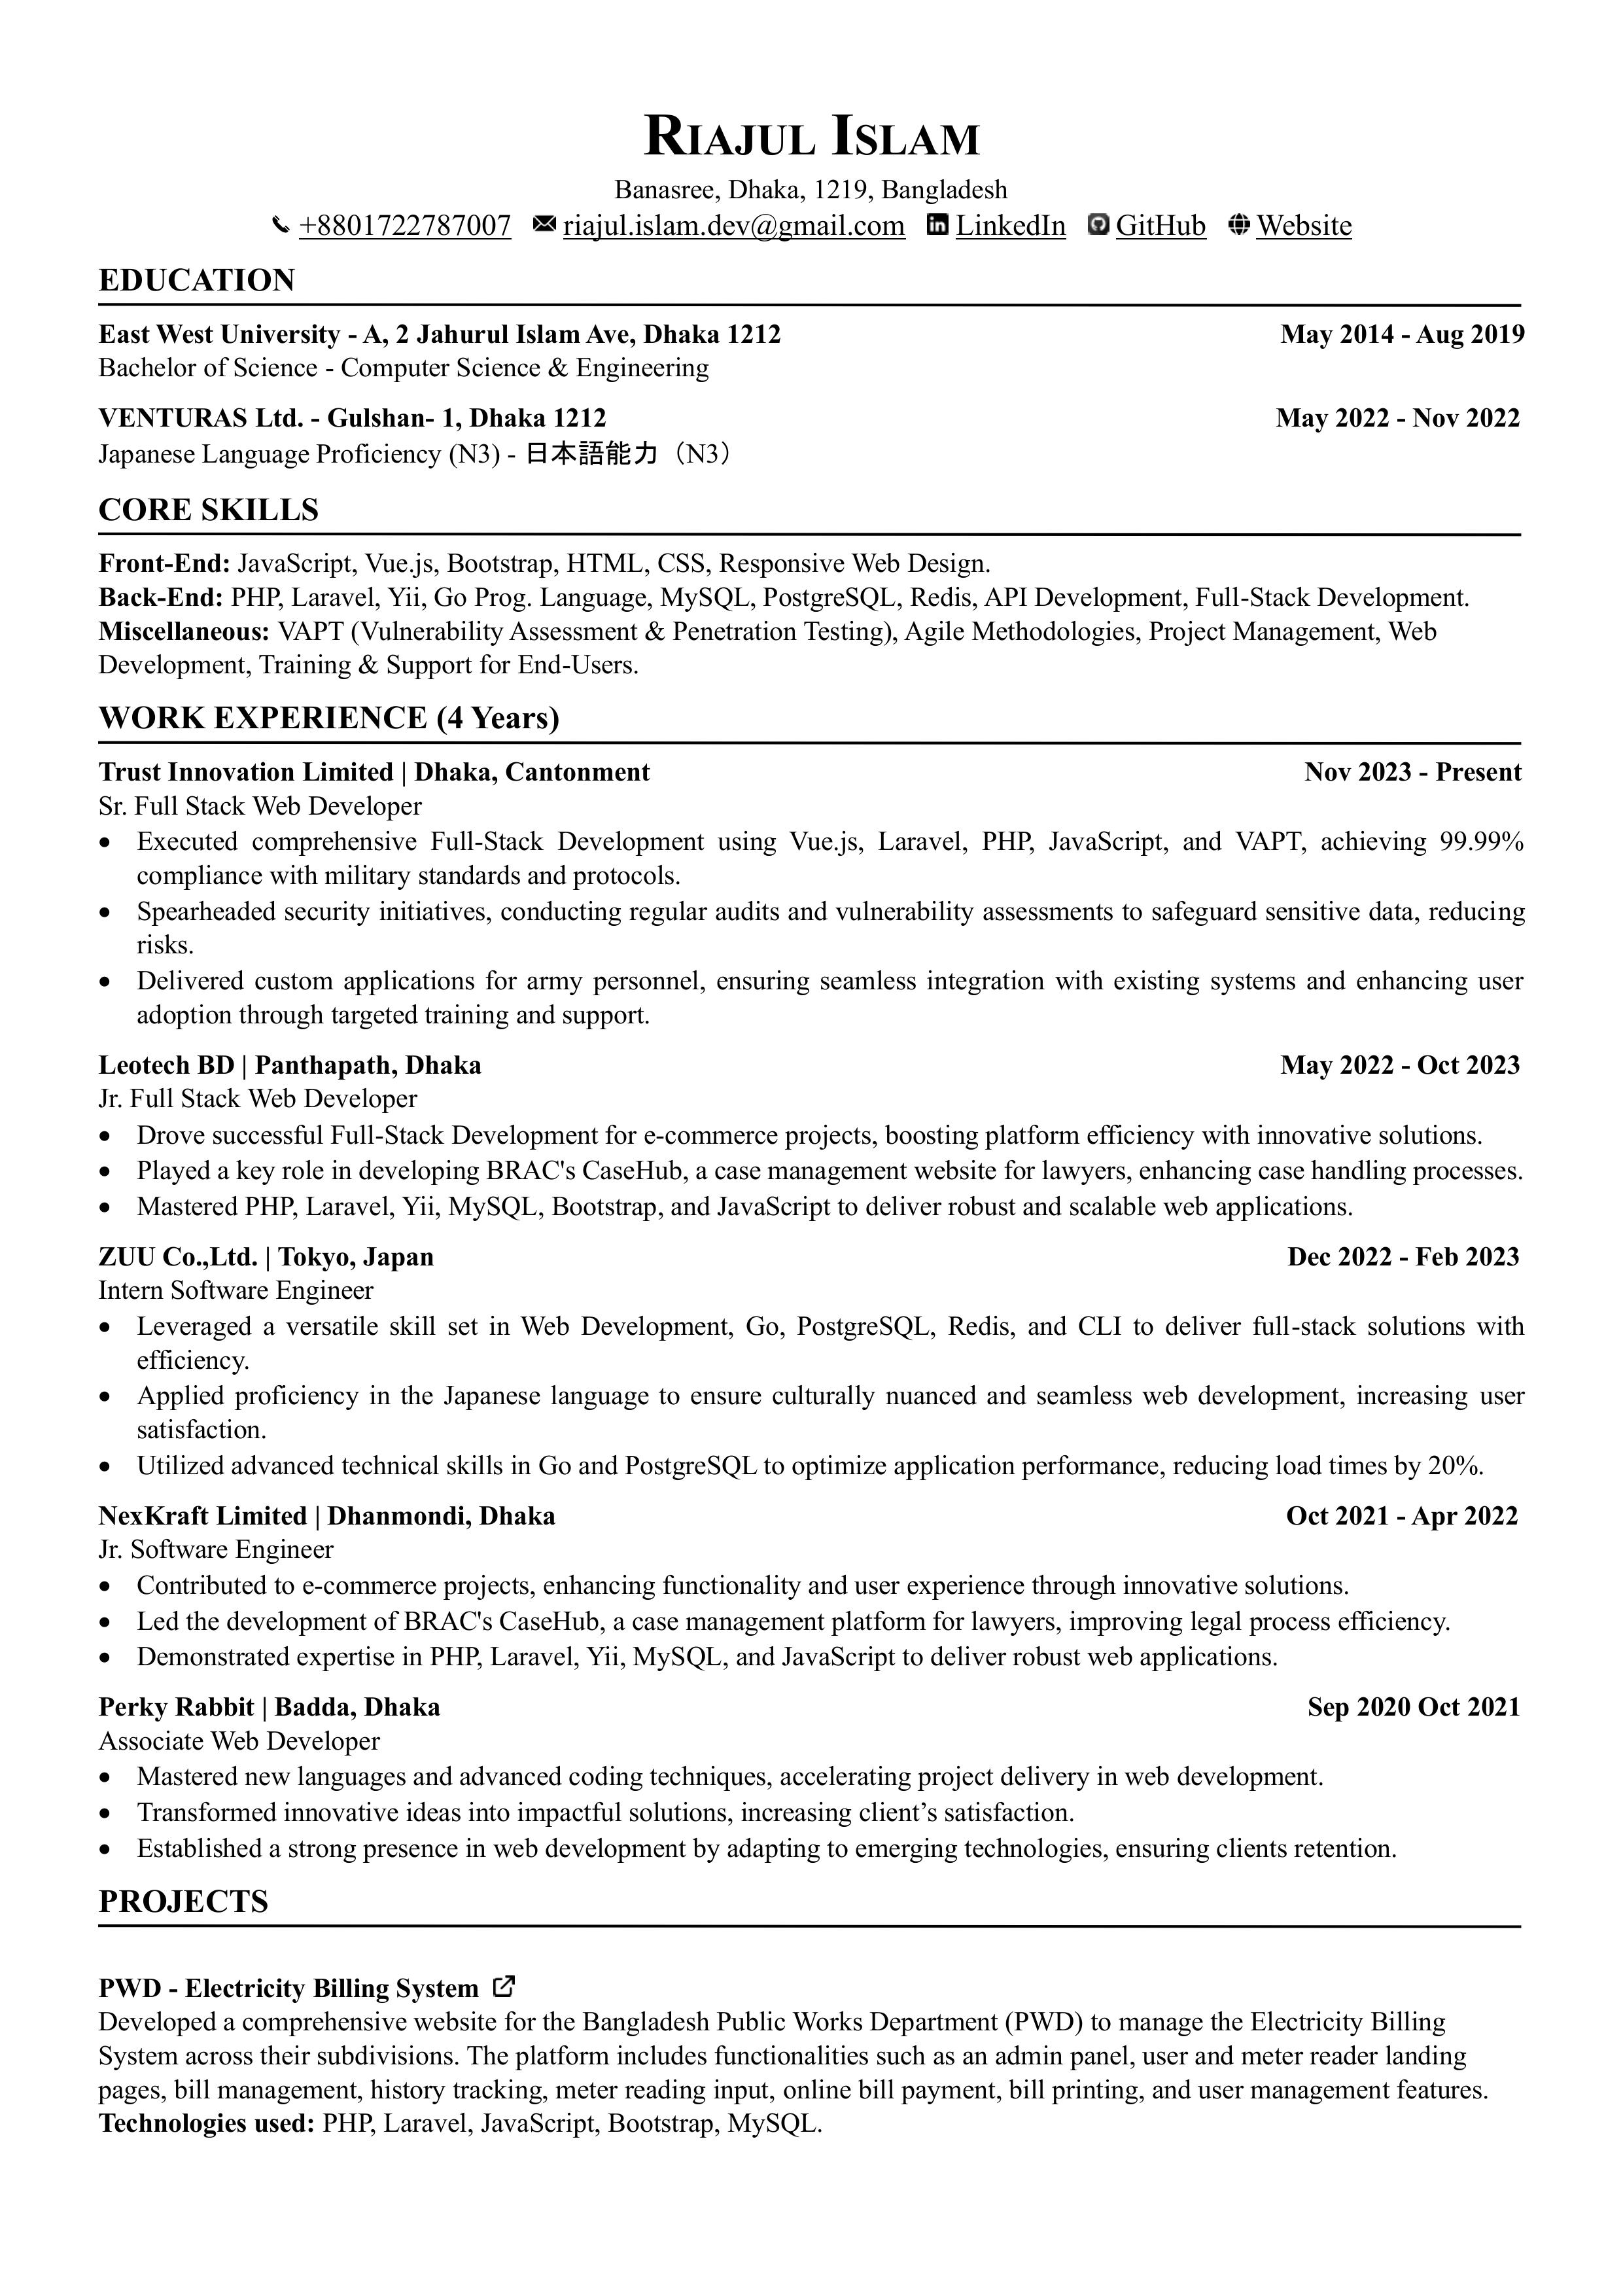 RIAJUL ISLAM
Banasree, Dhaka, 1219, Bangladesh
+8801722787007 riajul.islam.dev@gmail.com LinkedIn GitHub Website
EDUCATION
East West University - A, 2 Jahurul Islam Ave, Dhaka 1212 May 2014 - Aug 2019
Bachelor of Science - Computer Science & Engineering
VENTURAS Ltd. - Gulshan- 1, Dhaka 1212 May 2022 - Nov 2022
Japanese Language Proficiency (N3) - 日本語能力（N3）
CORE SKILLS
Front-End: JavaScript, Vue.js, Bootstrap, HTML, CSS, Responsive Web Design.
Back-End: PHP, Laravel, Yii, Go Prog. Language, MySQL, PostgreSQL, Redis, API Development, Full-Stack Development.
Miscellaneous: VAPT (Vulnerability Assessment & Penetration Testing), Agile Methodologies, Project Management, Web
Development, Training & Support for End-Users.
WORK EXPERIENCE (4 Years)
Trust Innovation Limited | Dhaka, Cantonment Nov 2023 - Present
Sr. Full Stack Web Developer
• Executed comprehensive Full-Stack Development using Vue.js, Laravel, PHP, JavaScript, and VAPT, achieving 99.99%
compliance with military standards and protocols.
• Spearheaded security initiatives, conducting regular audits and vulnerability assessments to safeguard sensitive data, reducing
risks.
• Delivered custom applications for army personnel, ensuring seamless integration with existing systems and enhancing user
adoption through targeted training and support.
Leotech BD | Panthapath, Dhaka May 2022 - Oct 2023
Jr. Full Stack Web Developer
• Drove successful Full-Stack Development for e-commerce projects, boosting platform efficiency with innovative solutions.
• Played a key role in developing BRAC's CaseHub, a case management website for lawyers, enhancing case handling processes.
• Mastered PHP, Laravel, Yii, MySQL, Bootstrap, and JavaScript to deliver robust and scalable web applications.
ZUU Co.,Ltd. | Tokyo, Japan Dec 2022 - Feb 2023
Intern Software Engineer
• Leveraged a versatile skill set in Web Development, Go, PostgreSQL, Redis, and CLI to deliver full-stack solutions with
efficiency.
• Applied proficiency in the Japanese language to ensure culturally nuanced and seamless web development, increasing user
satisfaction.
• Utilized advanced technical skills in Go and PostgreSQL to optimize application performance, reducing load times by 20%.
NexKraft Limited | Dhanmondi, Dhaka Oct 2021 - Apr 2022
Jr. Software Engineer
• Contributed to e-commerce projects, enhancing functionality and user experience through innovative solutions.
• Led the development of BRAC's CaseHub, a case management platform for lawyers, improving legal process efficiency.
• Demonstrated expertise in PHP, Laravel, Yii, MySQL, and JavaScript to deliver robust web applications.
Perky Rabbit | Badda, Dhaka Sep 2020 Oct 2021
Associate Web Developer
• Mastered new languages and advanced coding techniques, accelerating project delivery in web development.
• Transformed innovative ideas into impactful solutions, increasing client’s satisfaction.
• Established a strong presence in web development by adapting to emerging technologies, ensuring clients retention.
PROJECTS
PWD - Electricity Billing System
Developed a comprehensive website for the Bangladesh Public Works Department (PWD) to manage the Electricity Billing
System across their subdivisions. The platform includes functionalities such as an admin panel, user and meter reader landing
pages, bill management, history tracking, meter reading input, online bill payment, bill printing, and user management features.
Technologies used: PHP, Laravel, JavaScript, Bootstrap, MySQL.